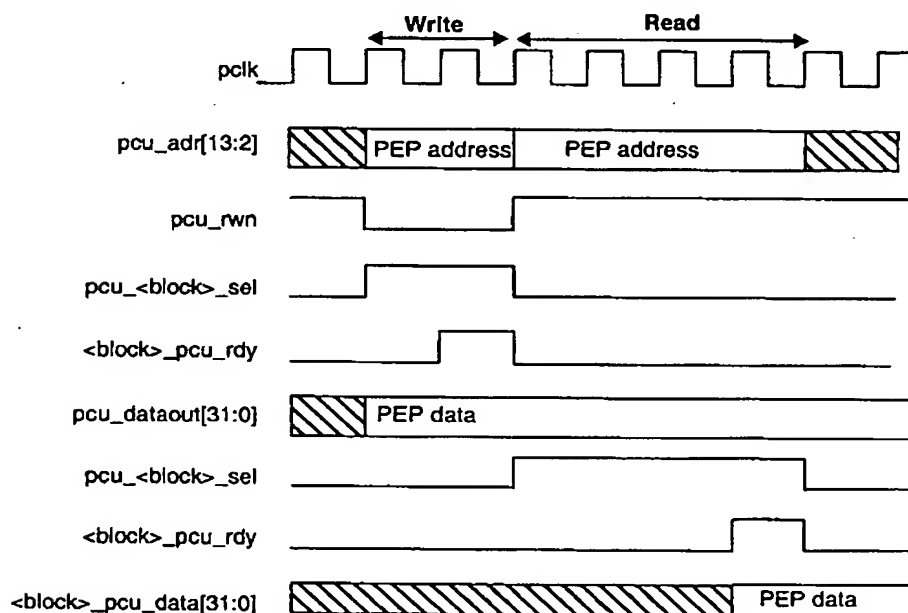 Write Read
pclk
pcu_adr[13:2] PEP address PEP address
pcu_rwn
pcu_<block>_sel
<block>_pcu_rdy
pcu_dataout[31:0] PEP data
pcu_<block>_sel
<block>_pcu_rdy
<block>_pcu_data[31:0] PEP data